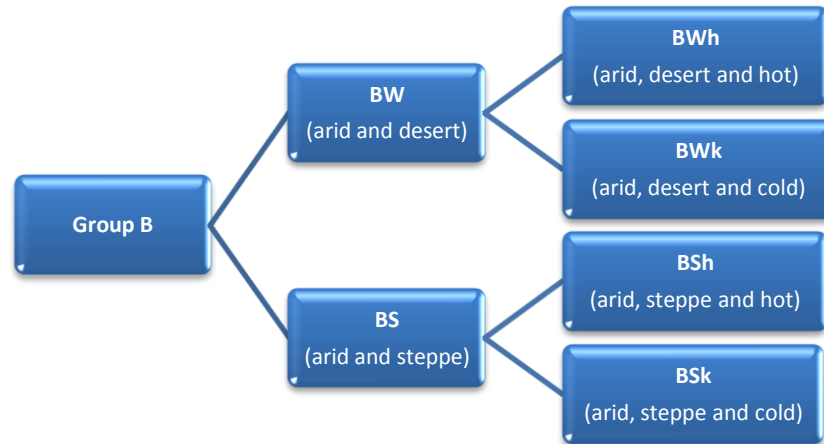 Group B
BW
(arid and desert)
BS
(arid and steppe)
BWh
(arid, desert and hot)
BWk
(arid, desert and cold)
BSh
(arid, steppe and hot)
BSk
(arid, steppe and cold)